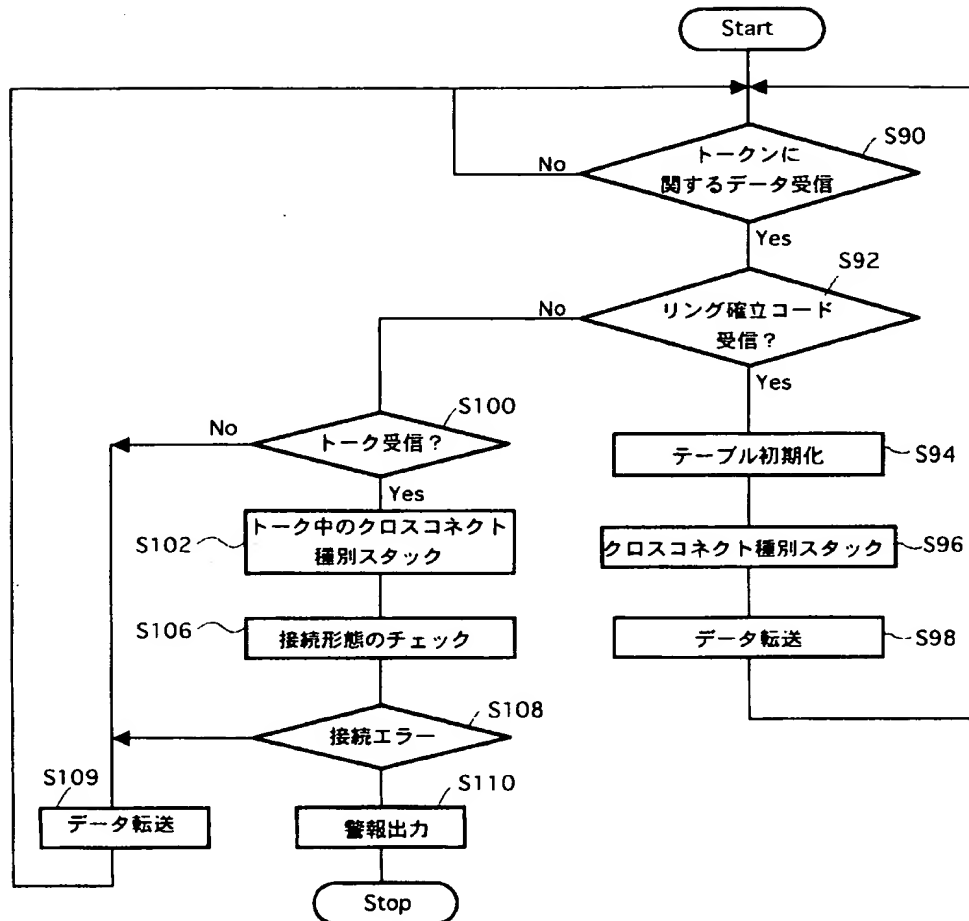 Start
S90
トークンに
関するデータ受信
No
Yes
S92
リング確立コード
受信？
No
Yes
S100
トーク受信？
No
Yes
テーブル初期化
S94
S102
トーク中のクロスコネクト
種別スタック
クロスコネクト種別スタック
S96
S106
接続形態のチェック
データ転送
S98
S108
接続エラー
S109
データ転送
S110
警報出力
Stop